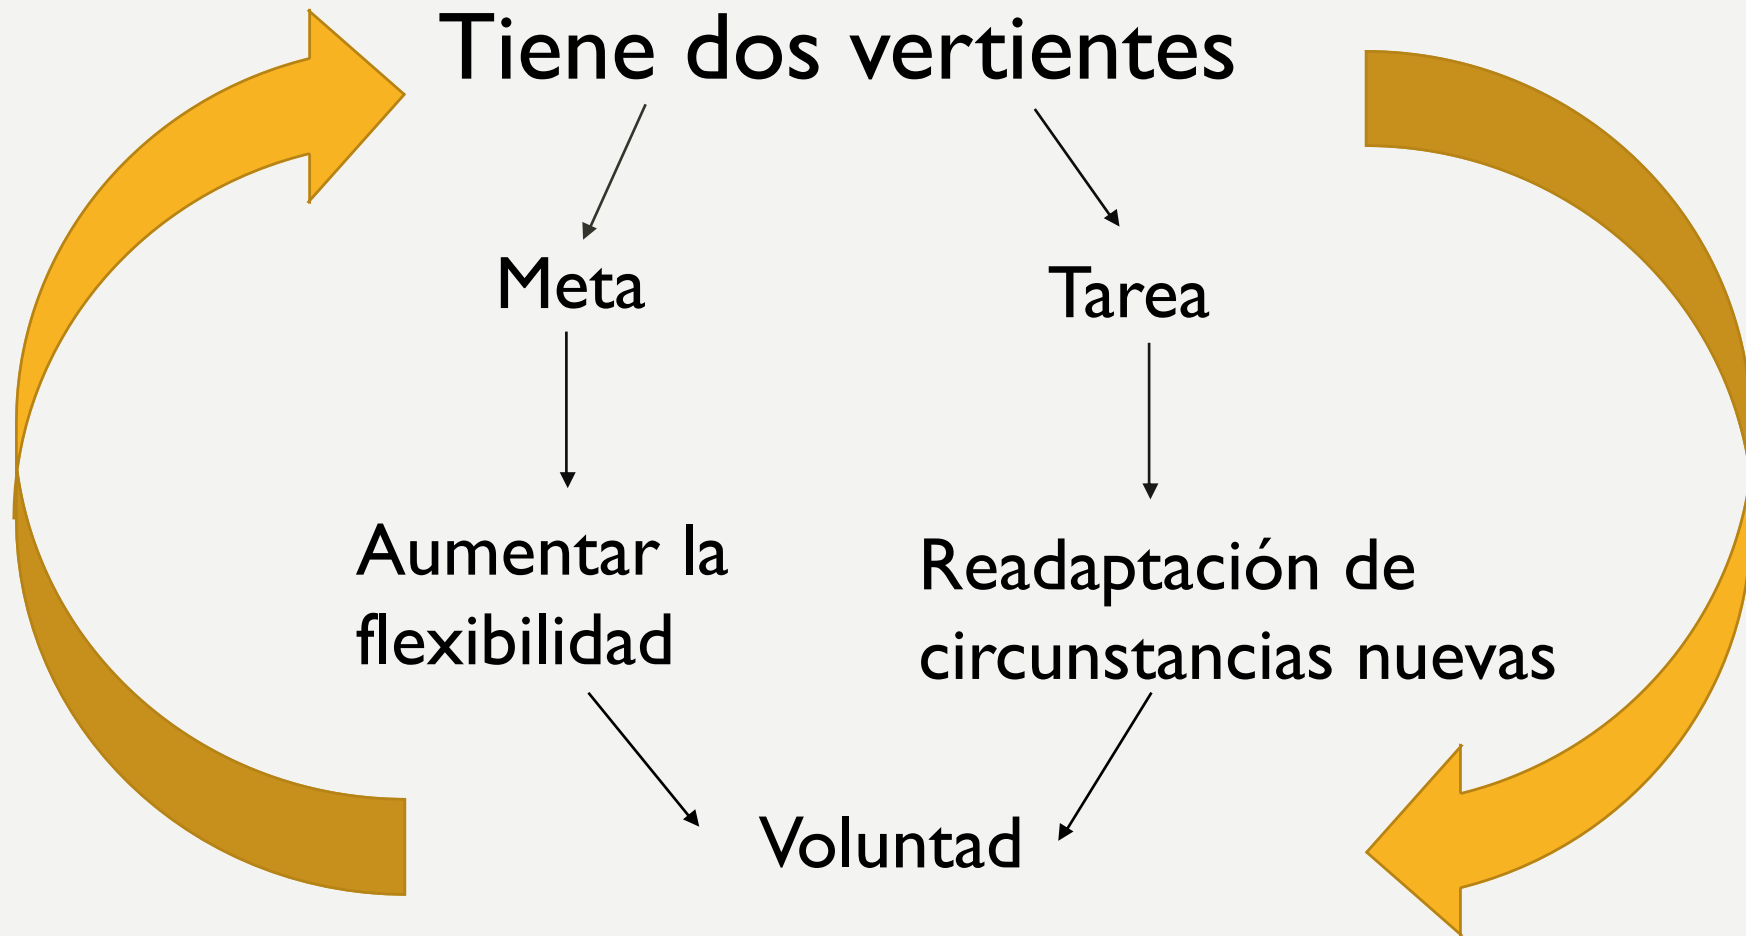 Tiene dos vertientes
Meta
Tarea
Aumentar la
flexibilidad
Readaptación de
circunstancias nuevas
Voluntad